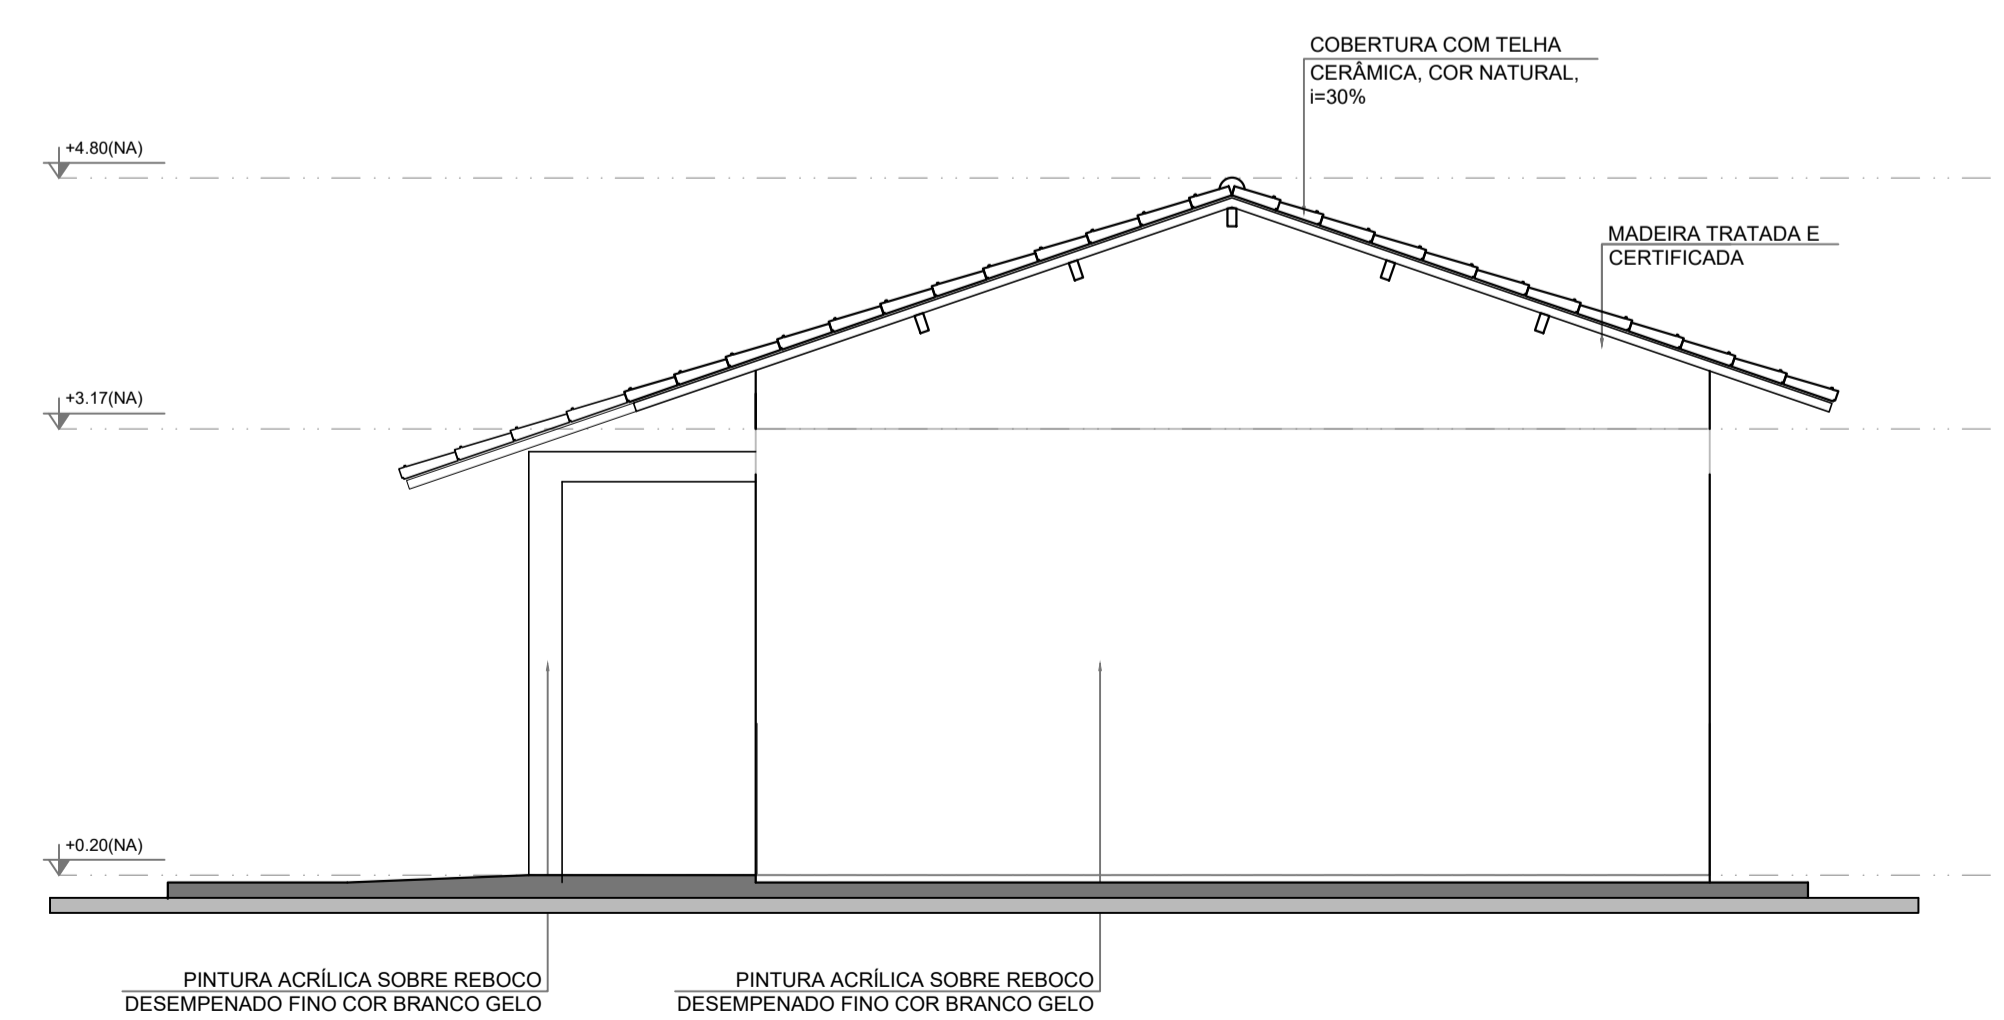 COBERTURA COM TELHA
CERÂMICA, COR NATURAL,
i=30%
+4.80(NA)
MADEIRA TRATADA E
CERTIFICADA
+3.17(NA)
+0.20(NA)
PINTURA ACRÍLICA SOBRE REBOCO
DESEMPENADO FINO COR BRANCO GELO
PINTURA ACRÍLICA SOBRE REBOCO
DESEMPENADO FINO COR BRANCO GELO